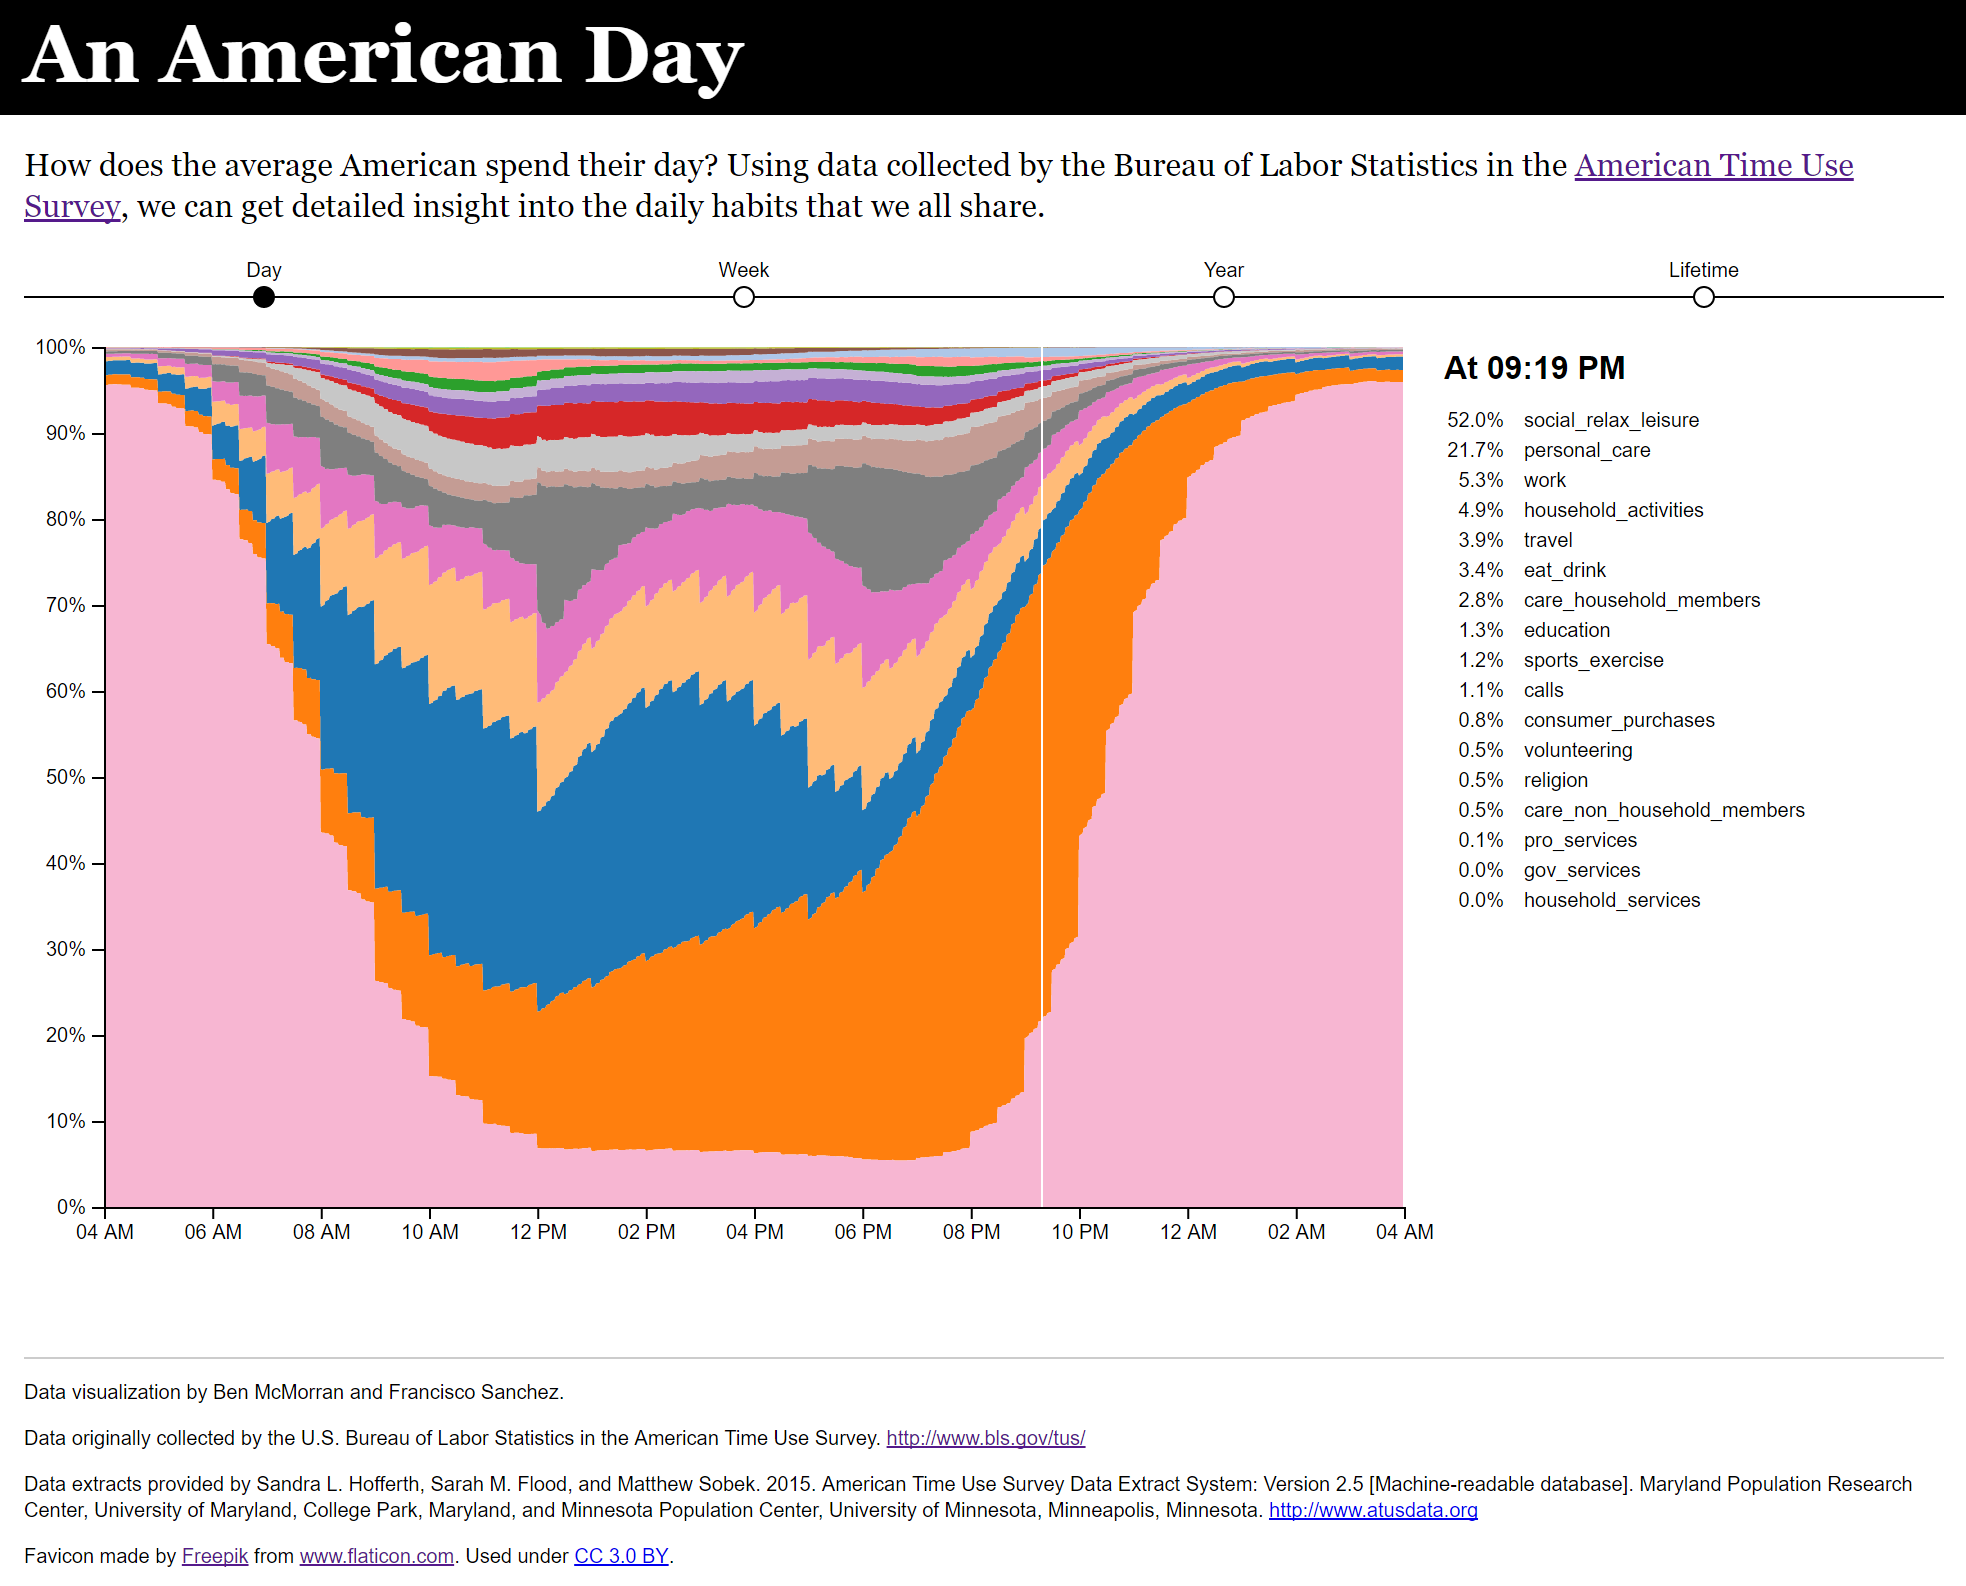 An American Day
How does the average American spend their day? Using data collected by the Bureau of Labor Statistics in the American Time Use
Survey, we can get detailed insight into the daily habits that we all share.
Day Week Year Lifetime
100%
90%
80%
70%
60%
50%
40%
30%
20%
10%
0%
04 AM 06 AM 08 AM 10 AM 12 PM 02 PM 04 PM 06 PM 08 PM 10 PM 12 AM 02 AM 04 AM
At 09:19 PM
52.0% social_relax_leisure
21.7% personal_care
5.3% work
4.9% household_activities
3.9% travel
3.4% eat_drink
2.8% care_household_members
1.3% education
1.2% sports_exercise
1.1% calls
0.8% consumer_purchases
0.5% volunteering
0.5% religion
0.5% care_non_household_members
0.1% pro_services
0.0% gov_services
0.0% household_services
Data visualization by Ben McMorran and Francisco Sanchez.
Data originally collected by the U.S. Bureau of Labor Statistics in the American Time Use Survey. http://www.bls.gov/tus/
Data extracts provided by Sandra L. Hofferth, Sarah M. Flood, and Matthew Sobek. 2015. American Time Use Survey Data Extract System: Version 2.5 [Machine-readable database]. Maryland Population Research
Center, University of Maryland, College Park, Maryland, and Minnesota Population Center, University of Minnesota, Minneapolis, Minnesota. http://www.atusdata.org
Favicon made by Freepik from www.flaticon.com. Used under CC 3.0 BY.